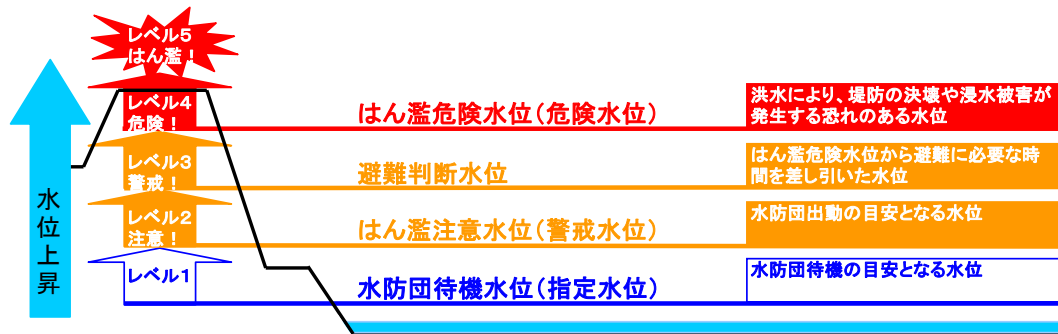 レベル5
はん濫！
レベル4
危険！
はん濫危険水位(危険水位)
洪水により、堤防の決壊や浸水被害が
発生する恐れのある水位
レベル3
警戒！
避難判断水位
はん濫危険水位から避難に必要な時
間を差し引いた水位
レベル2
注意！
はん濫注意水位(警戒水位)
水防団出動の目安となる水位
レベル1
水防団待機水位(指定水位)
水防団待機の目安となる水位
水位上昇